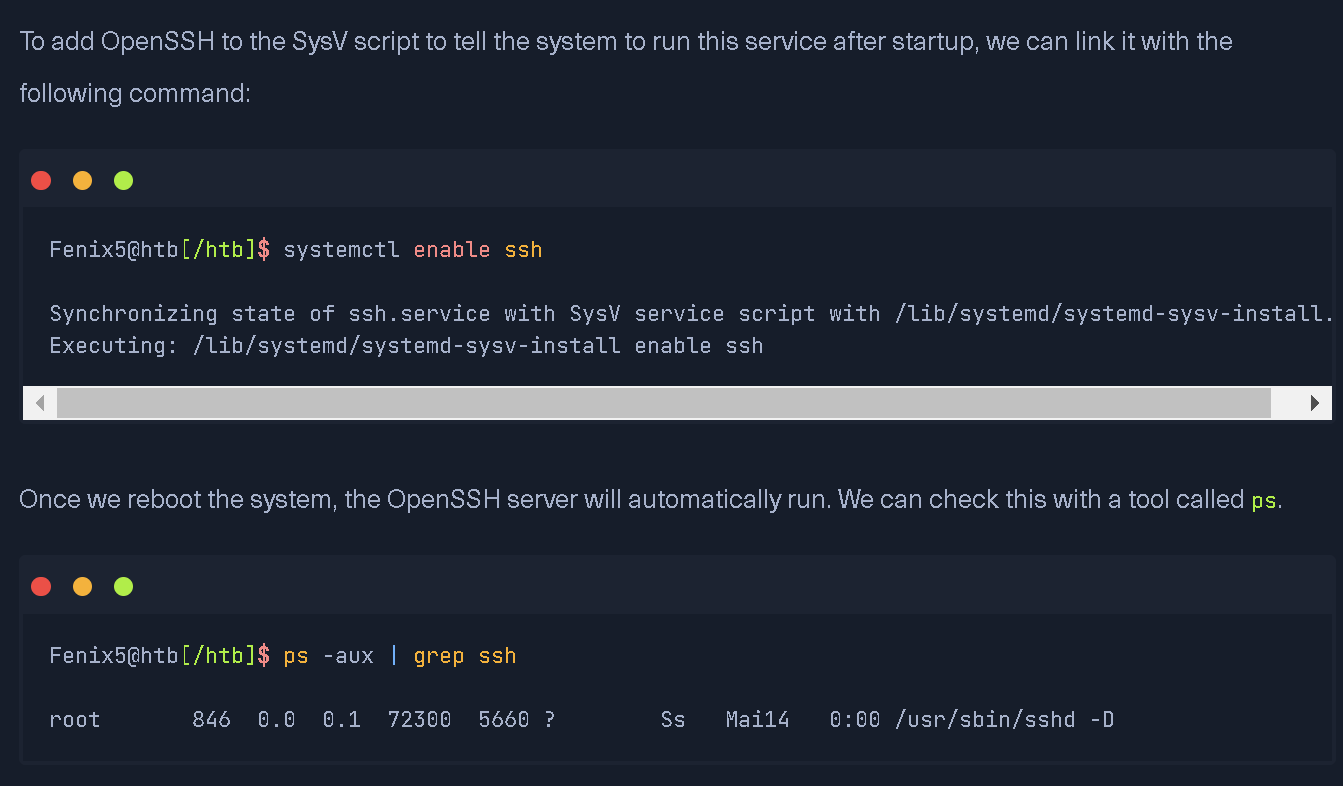 To add OpenSSH to the SysV script to tell the system to run this service after startup, we can link it with the
following command:
Fenix5@htb[/htb]$ systemctl enable ssh
Synchronizing state of ssh.service with SysV service script with /lib/systemd/systemd-sysv-install.
Executing: /lib/systemd/systemd-sysv-install enable ssh
Once we reboot the system, the OpenSSH server will automatically run. We can check this with a tool called ps.
Fenix5@htb[/htb]$ ps -aux | grep ssh
root       846  0.0  0.1  72300  5660 ?        Ss   Mai14   0:00 /usr/sbin/sshd -D